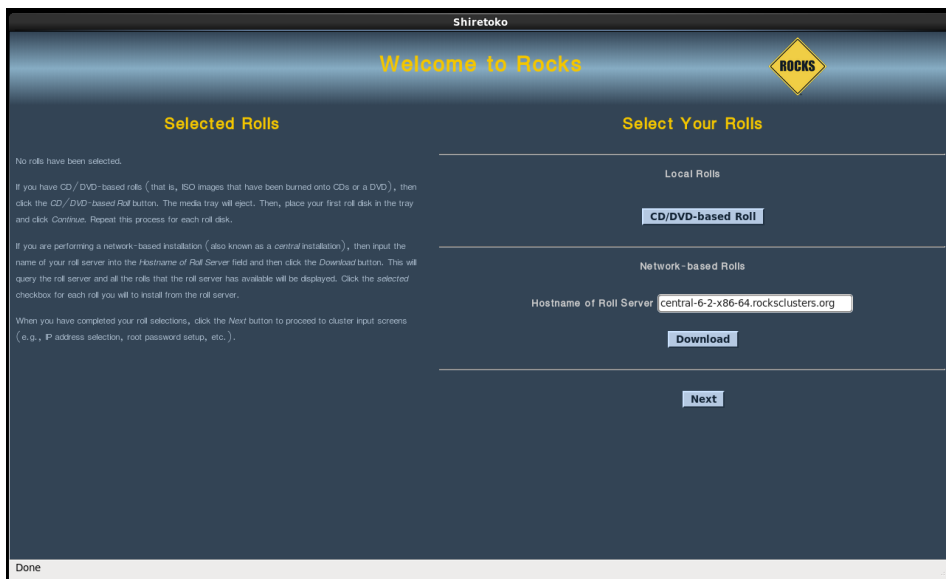 Shiretoko
Welcome to Rocks
ROCKS
Selected Rolls
No rolls have been selected.
If you have CD/DVD-based rolls (that is, ISO images that have been burned onto CDs or a DVD), then
click the CD/DVD-based Roll button. The media tray will eject. Then, place your first roll disk in the tray
and click Continue. Repeat this process for each roll disk.
If you are performing a network-based installation (also known as a central installation), then input the
name of your roll server into the Hostname of Roll Server field and then click the Download button. This will
query the roll server and all the rolls that the roll server has available will be displayed. Click the selected
checkbox for each roll you will to install from the roll server.
When you have completed your roll selections, click the Next button to proceed to cluster input screens
(e.g., IP address selection, root password setup, etc.).
Select Your Rolls
Local Rolls
CD/DVD-based Roll
Network-based Rolls
Hostname of Roll Server central-6-2-x86-64.rocksclusters.org
Download
Next
Done